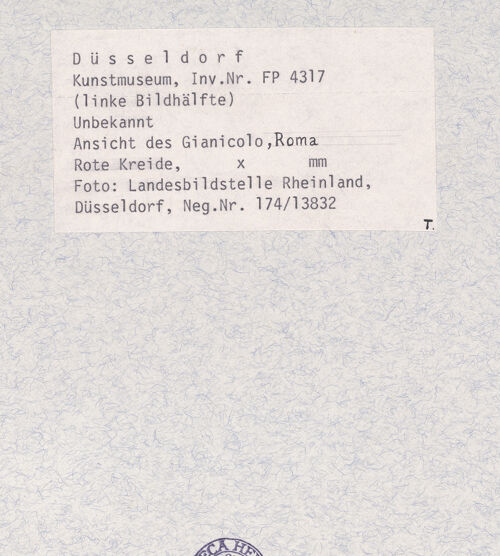 D ü s s e l d o r f
Kunstmuseum, Inv.Nr. FP 4317
(linke Bildhälfte)
Unbekannt
Ansicht des Gianicolo,Roma
Rote Kreide, x mm
Foto: Landesbildstelle Rheinland,
Düsseldorf, Neg.Nr. 174/13832
T.